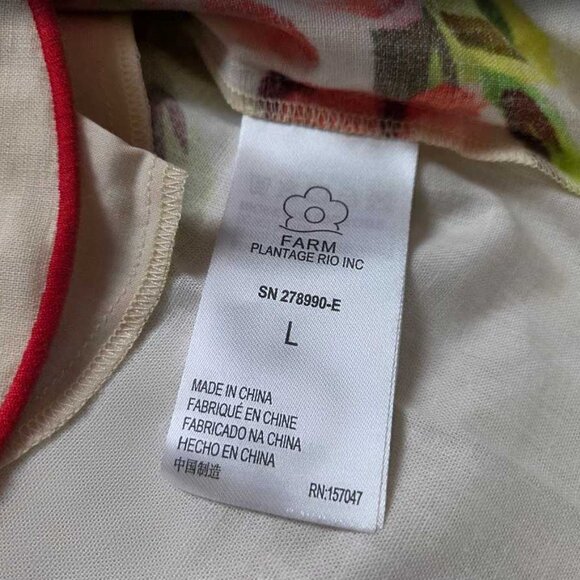 FARM
PLANTAGE RIO INC
SN 278990-E
L
MADE IN CHINA
FABRIQUÉ EN CHINE
FABRICADO NA CHINA
HECHO EN CHINA
中国制造
RN:157047